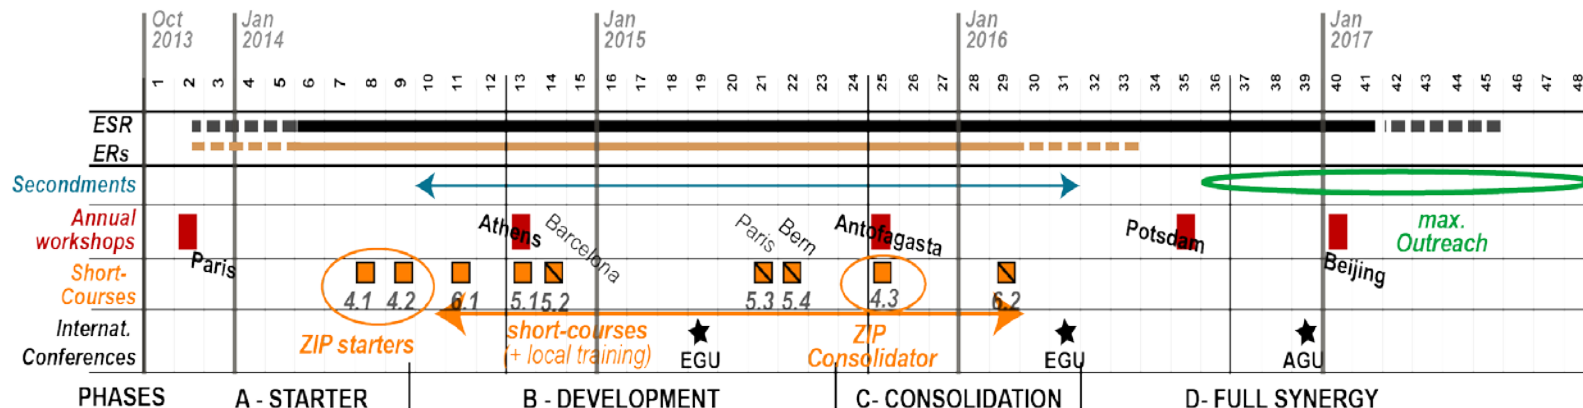 Oct
2013
Jan
2014
Jan
2015
Jan
2016
Jan
2017
1 2 3 4 5 6 7 8 9 10 11 12 13 14 15 16 17 18 19 20 21 22 23 24 25 26 27 28 29 30 31 32 33 34 35 36 37 38 39 40 41 42 43 44 45 46 47 48
ESR
ERs
Secondments
Annual
workshops
Paris
Athens
Barcelona
Paris
Bern
Antofagasta
Potsdam
Beijing
max.
Outreach
Short-
Courses
4.1 4.2 6.1 5.1 5.2 5.3 5.4 4.3 6.2
ZIP starters
short-courses
(+ local training)
ZIP
Consolidator
Internat.
Conferences
EGU
EGU
AGU
PHASES A - STARTER B - DEVELOPMENT C- CONSOLIDATION D- FULL SYNERGY